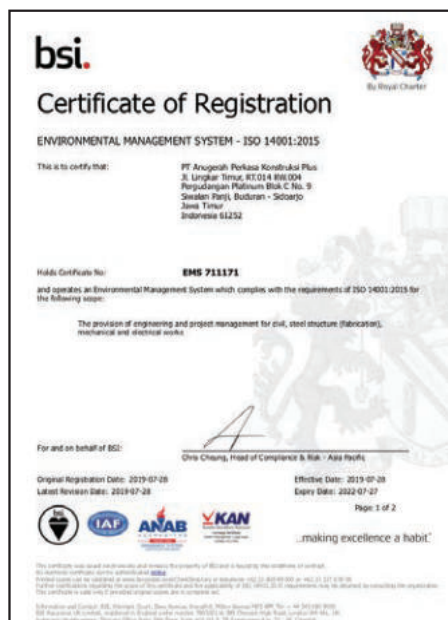 bsi.
By Royal Charter
Certificate of Registration
ENVIRONMENTAL MANAGEMENT SYSTEM - ISO 14001:2015
This is to certify that:
PT Anugerah Perkasa Konstruksi Plus
Jl. Lingkar Timur, RT.014 RW.004
Pergudangan Platinum Blok C No. 9
Siwalan Panji, Buduran - Sidoarjo
Jawa Timur
Indonesia 61252
Holds Certificate No:
EMS 711171
and operates an Environmental Management System which complies with the requirements of ISO 14001:2015 for
the following scope:
The provision of engineering and project management for civil, steel structure (fabrication),
mechanical and electrical works
For and on behalf of BSI:
Chris Cheung, Head of Compliance & Risk - Asia Pacific
Original Registration Date: 2019-07-28
Effective Date: 2019-07-28
Latest Revision Date: 2019-07-28
Expiry Date: 2022-07-27
Page: 1 of 2
bsi.
IAF
ANAB
ACCREDITED
KAN
...making excellence a habit.